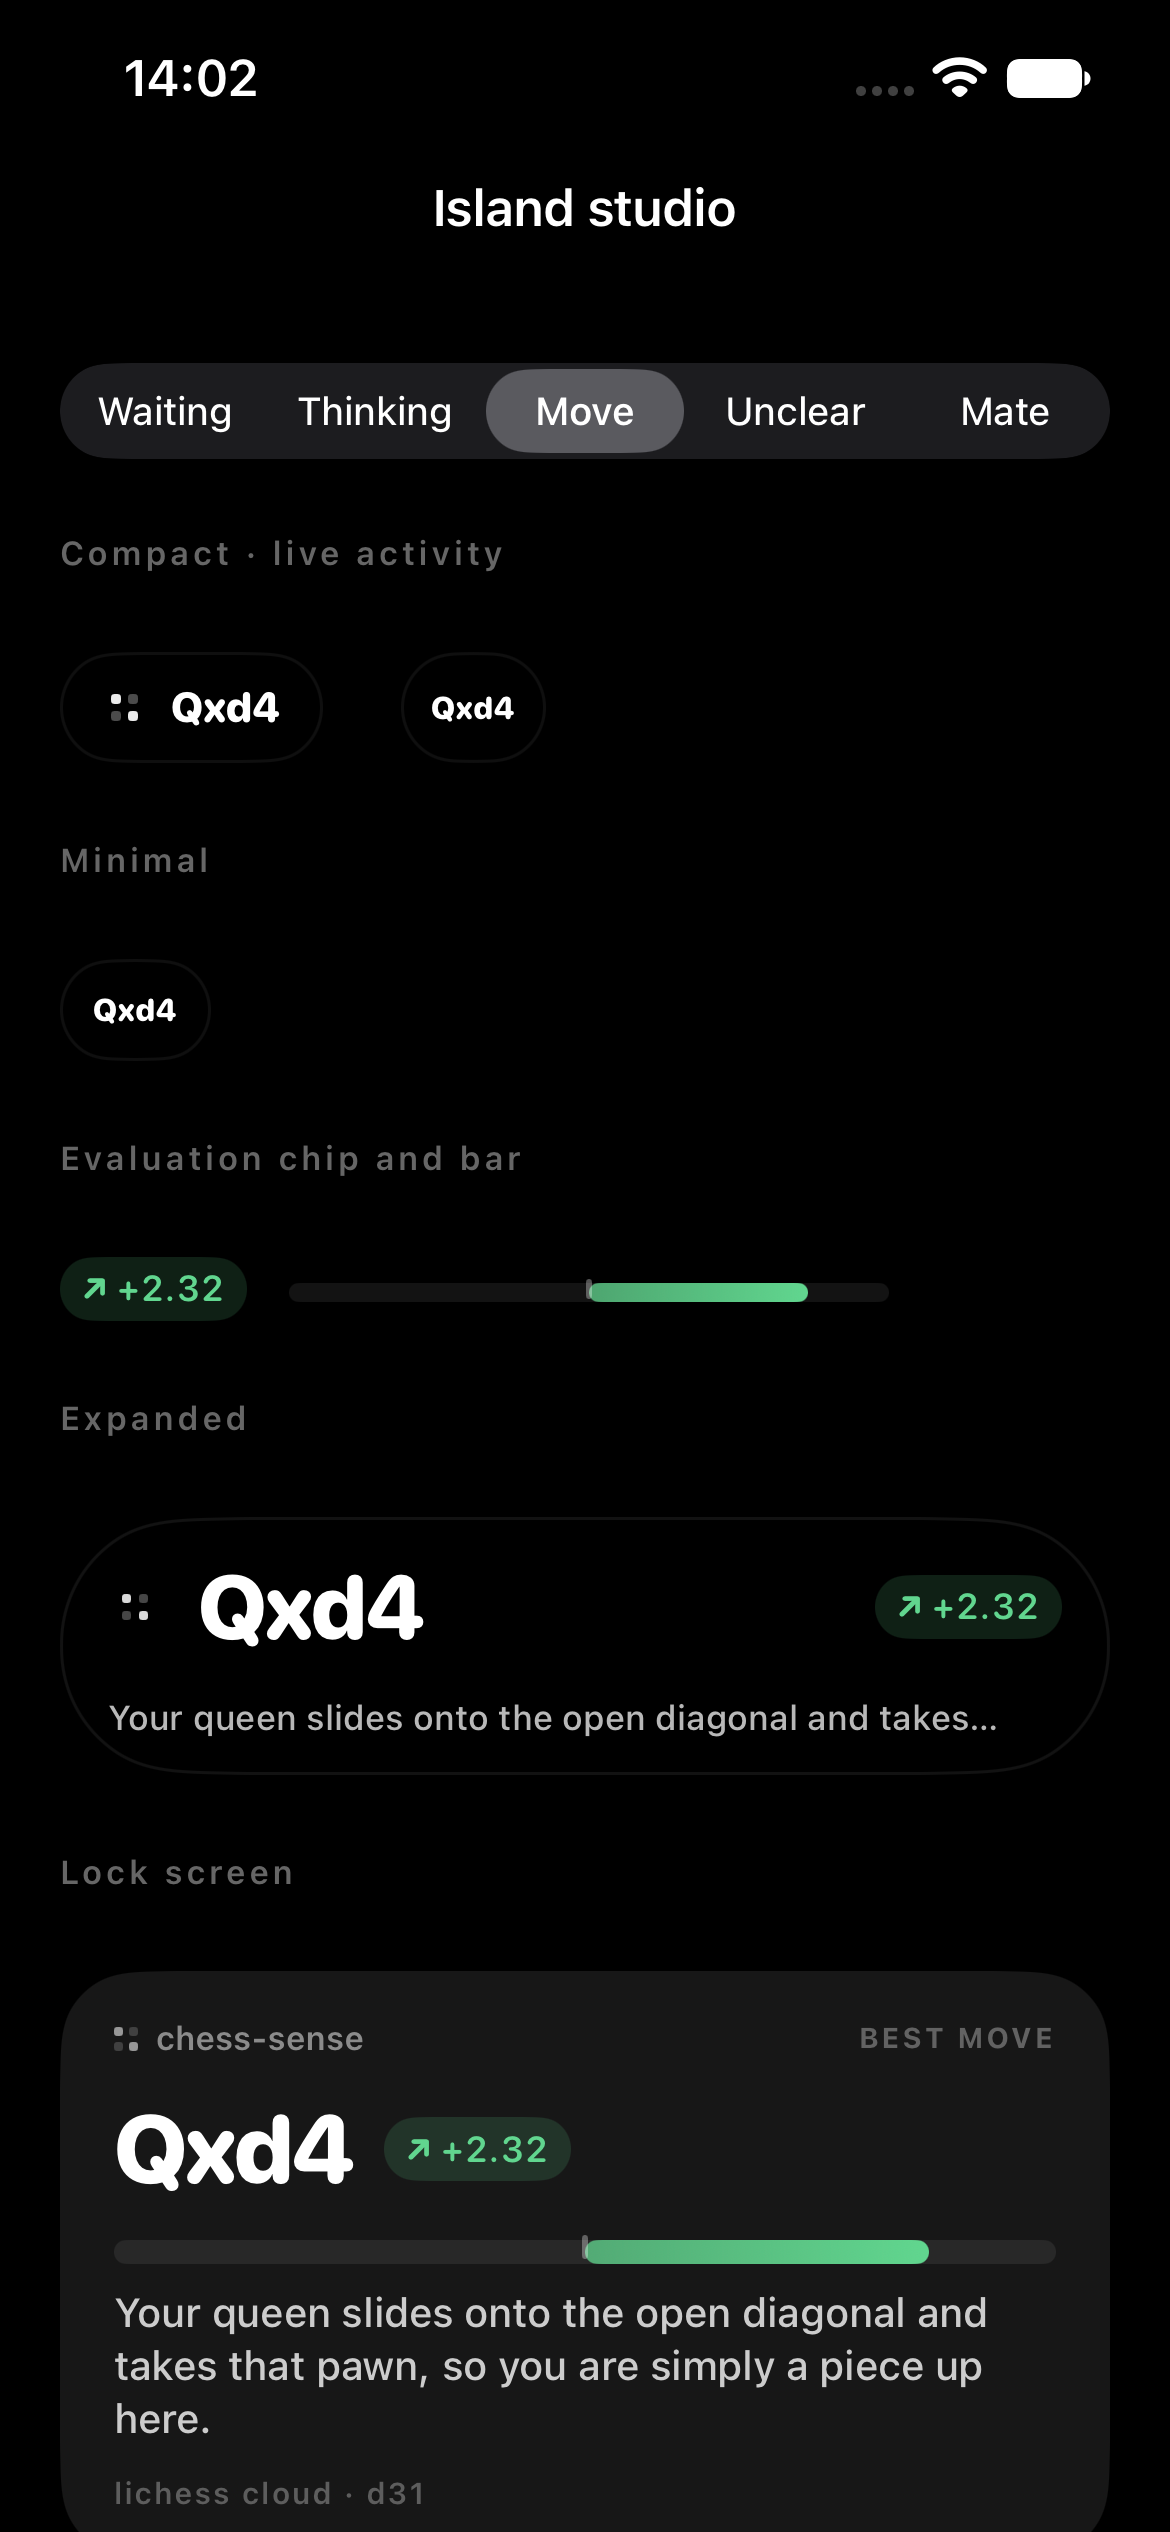 14:02
Island studio
Waiting Thinking Move Unclear Mate
Compact · live activity
Qxd4 Qxd4
Minimal
Qxd4
Evaluation chip and bar
+2.32
Expanded
Qxd4 +2.32
Your queen slides onto the open diagonal and takes...
Lock screen
chess-sense BEST MOVE
Qxd4 +2.32
Your queen slides onto the open diagonal and
takes that pawn, so you are simply a piece up
here.
lichess cloud · d31